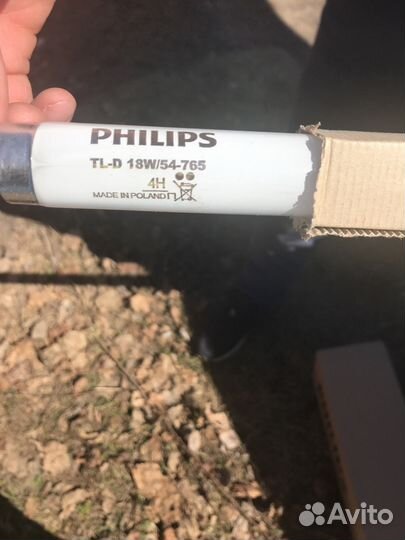 PHILIPS
TL-D 18W/54-765
4H
MADE IN POLAND
Avito